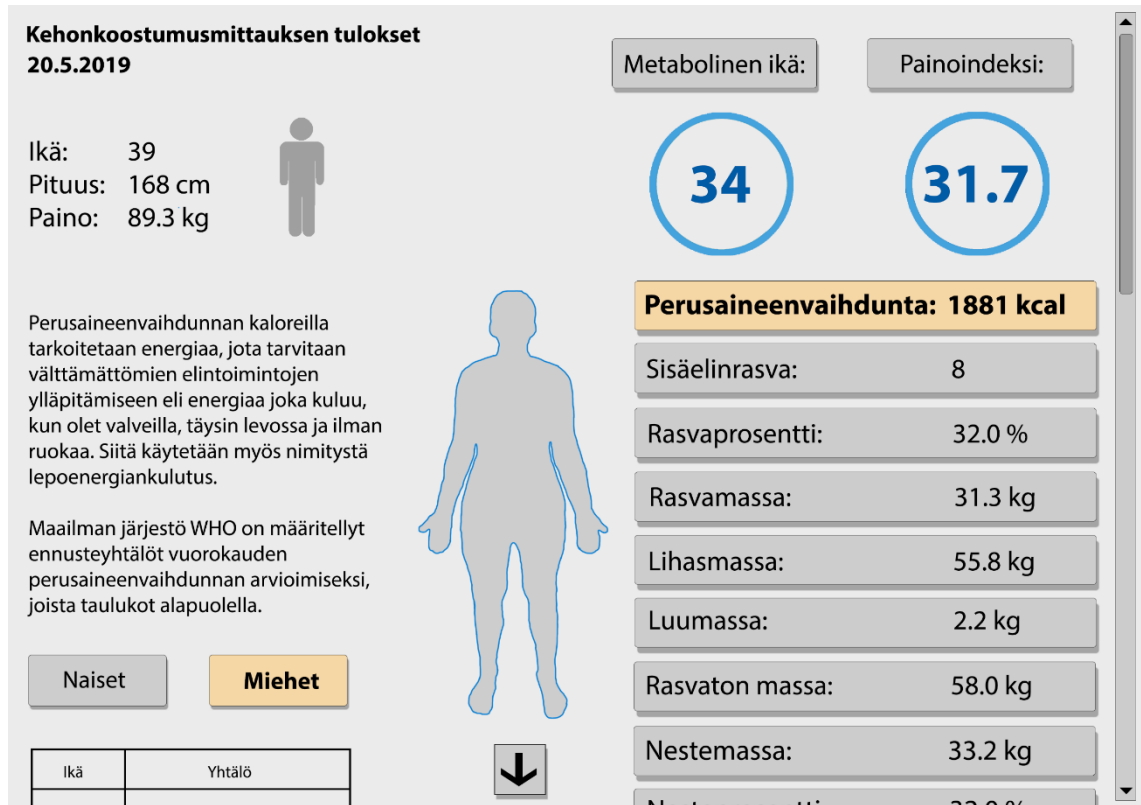 Kehonkoostumusmittauksen tulokset
20.5.2019
Ikä: 39
Pituus: 168 cm
Paino: 89.3 kg
Metabolinen ikä:
34
Painoindeksi:
31.7
Perusaineenvaihdunnan kaloreilla
tarkoitetaan energiaa, jota tarvitaan
välttämättömien elintoimintojen
ylläpitämiseen eli energiaa joka kuluu,
kun olet valveilla, täysin levossa ja ilman
ruokaa. Siitä käytetään myös nimitystä
lepoenergiankulutus.
Maailman järjestö WHO on määritellyt
ennusteyhtälöt vuorokauden
perusaineenvaihdunnan arvioimiseksi,
joista taulukot alapuolella.
Naiset
Miehet
Ikä Yhtälö
Perusaineenvaihdunta: 1881 kcal
Sisäelinrasva: 8
Rasvaprosentti: 32.0 %
Rasvamassa: 31.3 kg
Lihasmassa: 55.8 kg
Luumassa: 2.2 kg
Rasvaton massa: 58.0 kg
Nestemassa: 33.2 kg